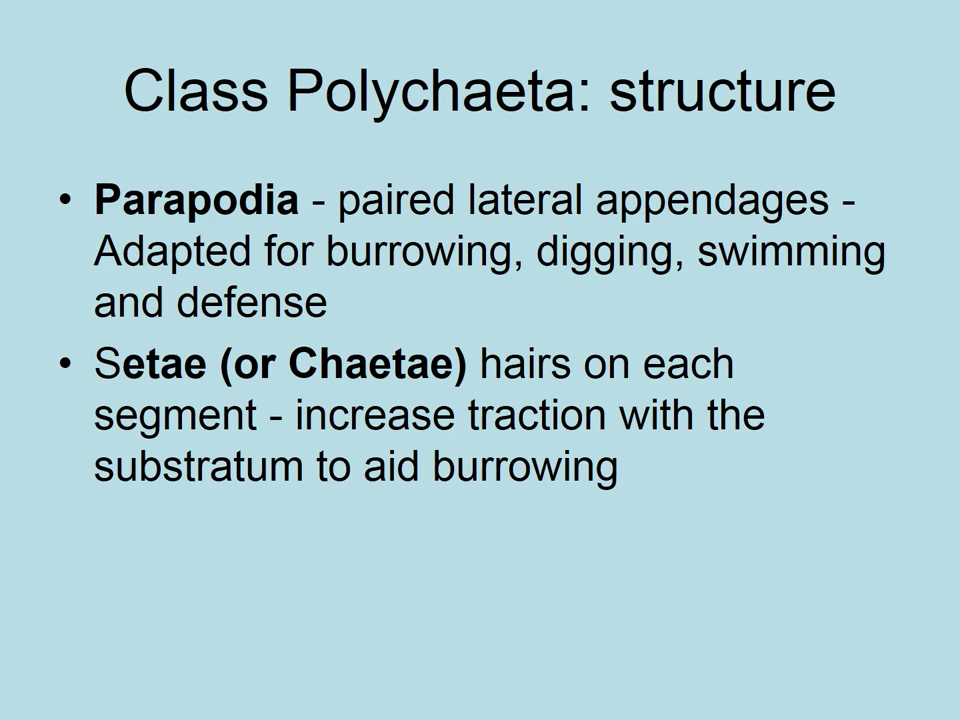 Class Polychaeta: structure
• Parapodia - paired lateral appendages -
Adapted for burrowing, digging, swimming
and defense
• Setae (or Chaetae) hairs on each
segment - increase traction with the
substratum to aid burrowing